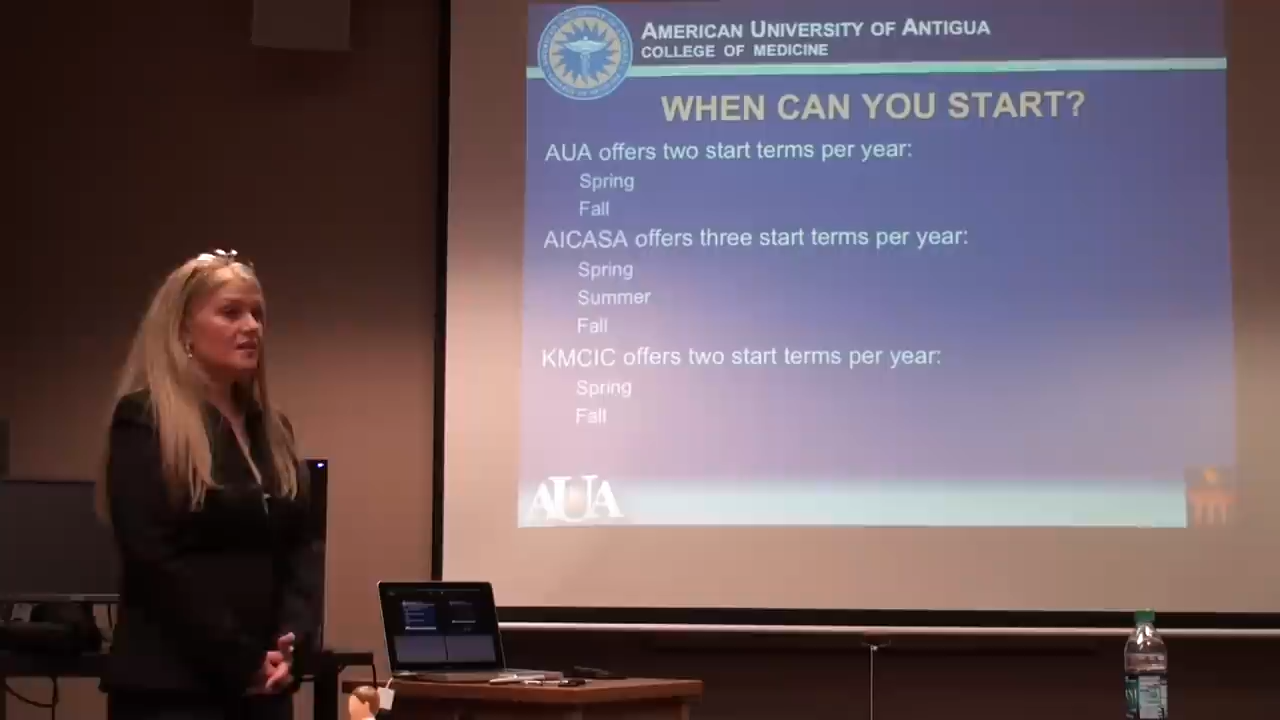 AMERICAN UNIVERSITY OF ANTIGUA
COLLEGE OF MEDICINE
WHEN CAN YOU START?
AUA offers two start terms per year:
Spring
Fall
AICASA offers three start terms per year:
Spring
Summer
Fall
KMCIC offers two start terms per year:
Spring
Fall
AUA